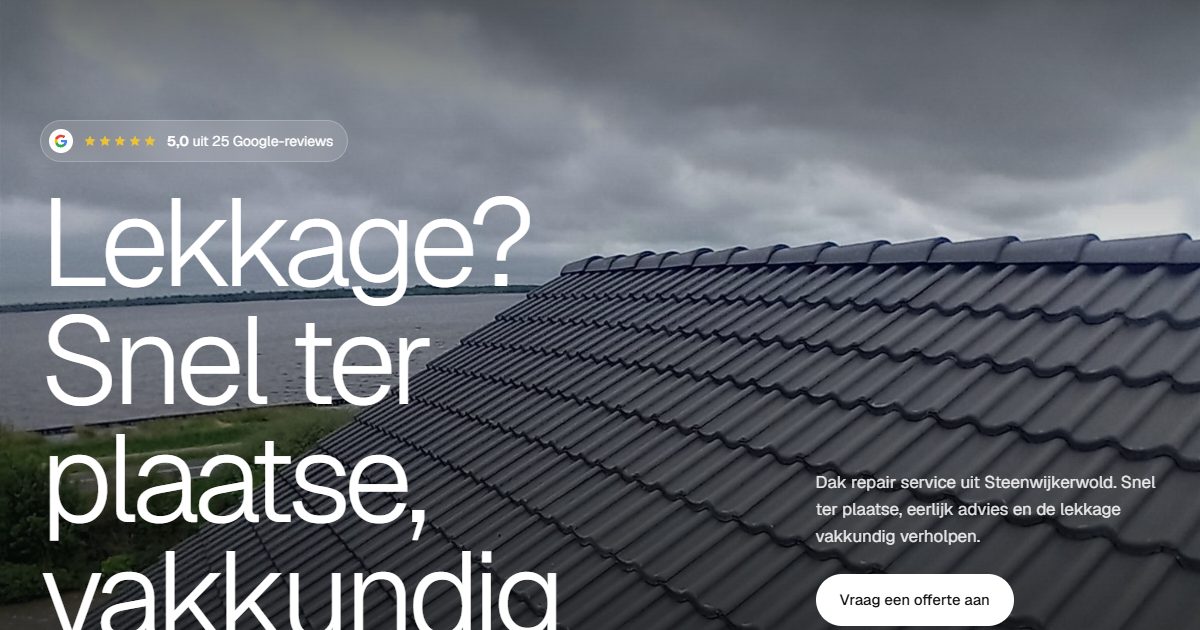 5,0 uit 25 Google-reviews
Lekkage?
Snel ter
plaatse,
vakkundig
Dak repair service uit Steenwijkerwold. Snel
ter plaatse, eerlijk advies en de lekkage
vakkundig verholpen.
Vraag een offerte aan